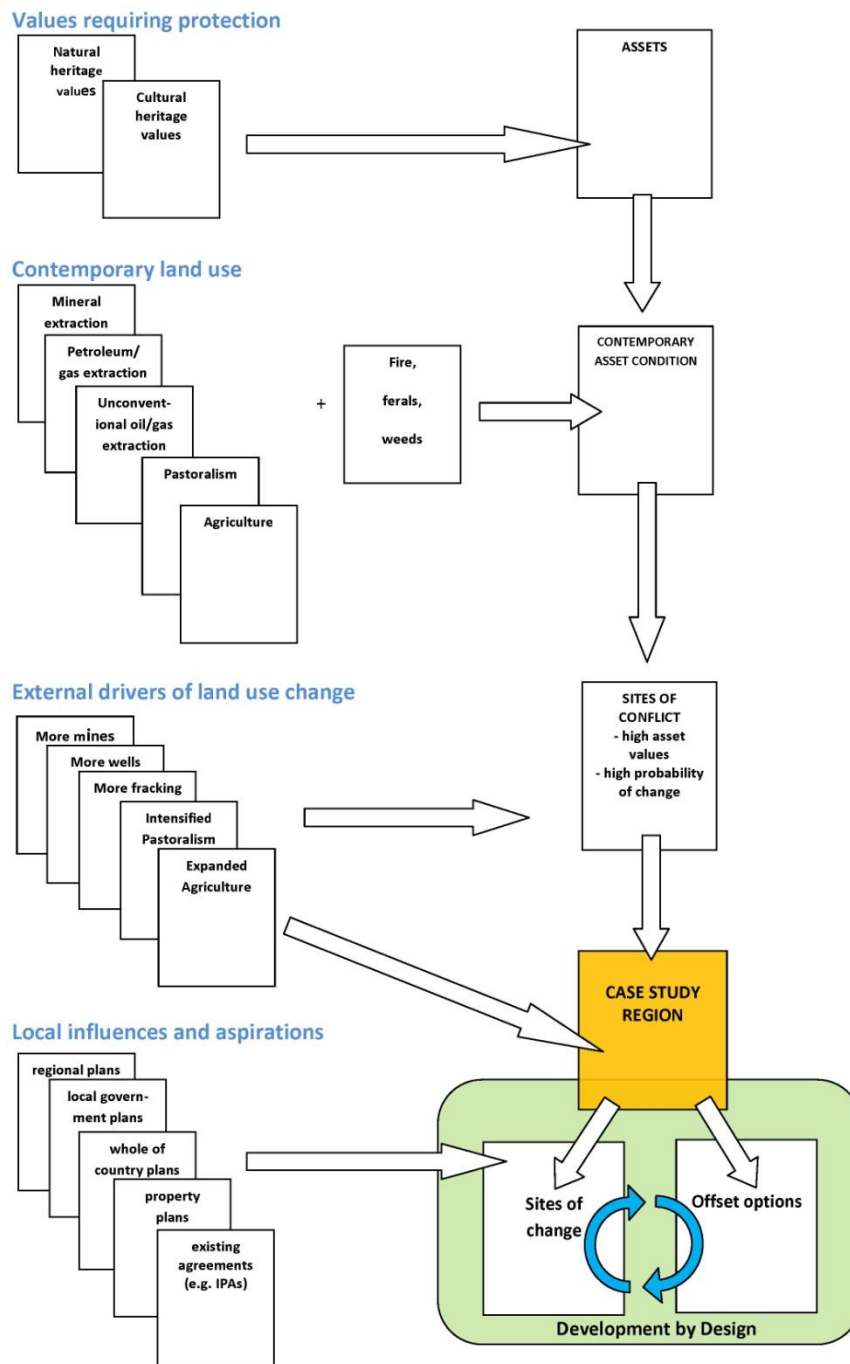 Values requiring protection
Natural
heritage
values
Cultural
heritage
values
ASSETS
Contemporary land use
Mineral
extraction
Petroleum/
gas extraction
Unconvent-
ional oil/gas
extraction
Pastoralism
Agriculture
+
Fire,
ferals,
weeds
CONTEMPORARY
ASSET CONDITION
External drivers of land use change
More mines
More wells
More fracking
Intensified
Pastoralism
Expanded
Agriculture
SITES OF
CONFLICT
- high asset
values
- high probability
of change
CASE STUDY
REGION
Local influences and aspirations
regional plans
local govern-
ment plans
whole of
country plans
property
plans
existing
agreements
(e.g. IPAs)
Sites of
change
Offset options
Development by Design